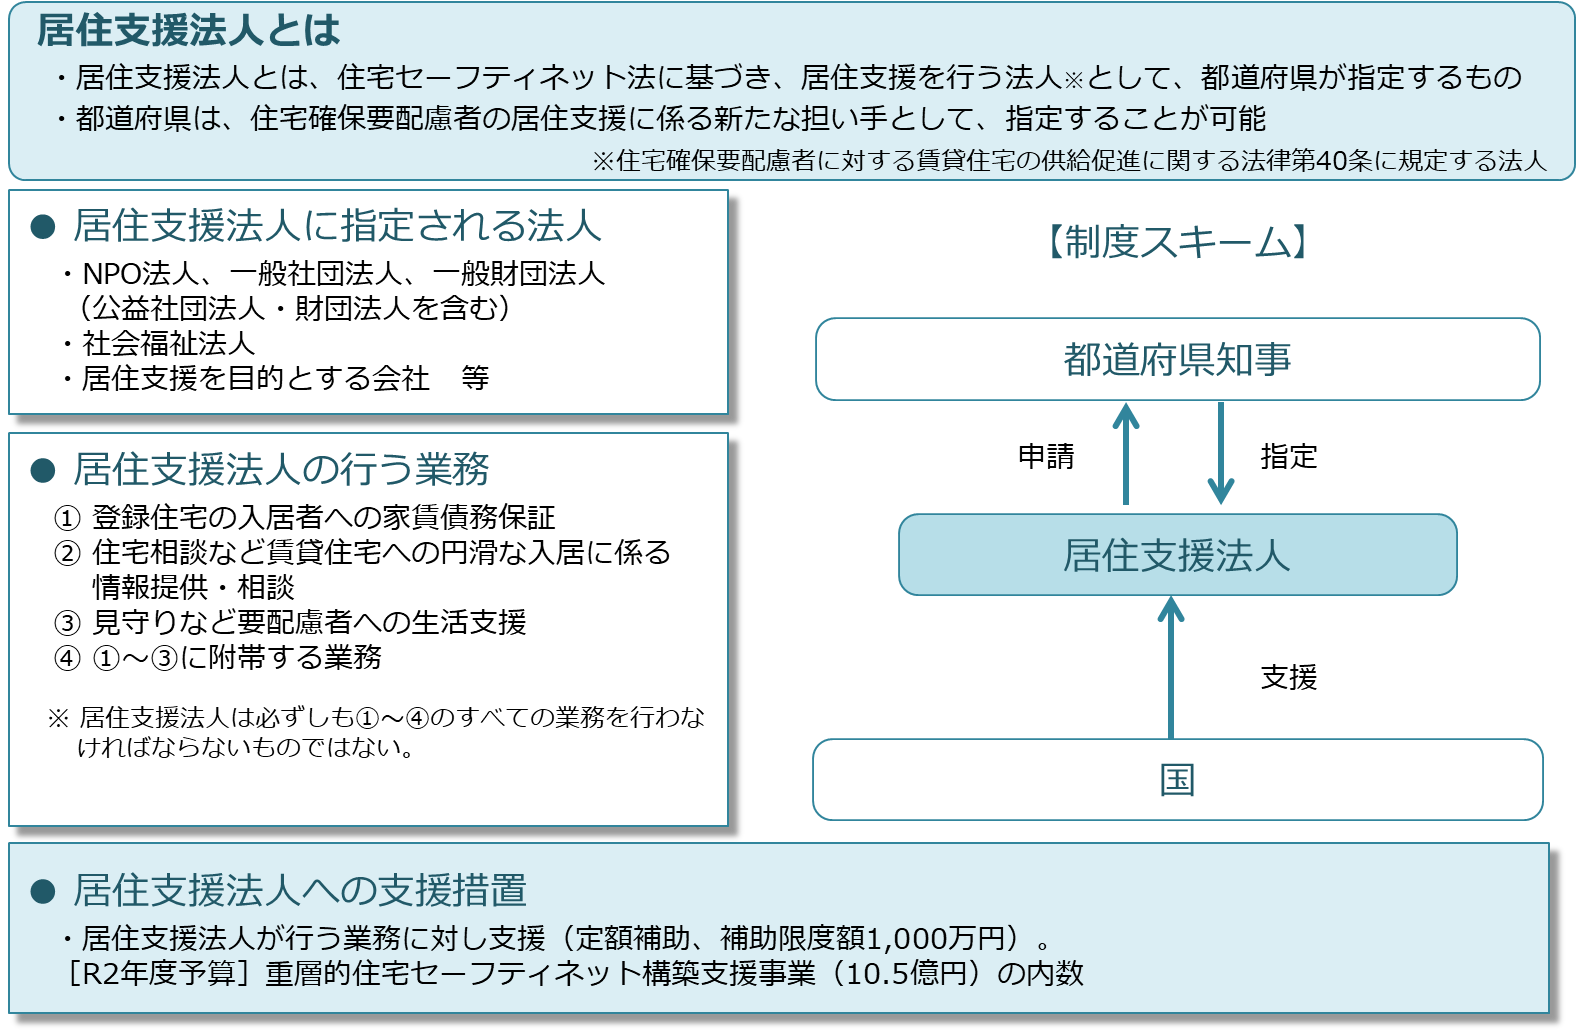 居住支援法人とは
・居住支援法人とは、住宅セーフティネット法に基づき、居住支援を行う法人※として、都道府県が指定するもの
・都道府県は、住宅確保要配慮者の居住支援に係る新たな担い手として、指定することが可能
※住宅確保要配慮者に対する賃貸住宅の供給促進に関する法律第40条に規定する法人
● 居住支援法人に指定される法人
・NPO法人、一般社団法人、一般財団法人
（公益社団法人・財団法人を含む）
・社会福祉法人
・居住支援を目的とする会社　等
● 居住支援法人の行う業務
① 登録住宅の入居者への家賃債務保証
② 住宅相談など賃貸住宅への円滑な入居に係る
情報提供・相談
③ 見守りなど要配慮者への生活支援
④ ①～③に附帯する業務
※ 居住支援法人は必ずしも①～④のすべての業務を行わな
ければならないものではない。
【制度スキーム】
都道府県知事
申請
指定
居住支援法人
支援
国
● 居住支援法人への支援措置
・居住支援法人が行う業務に対し支援（定額補助、補助限度額1,000万円）。
［R2年度予算］重層的住宅セーフティネット構築支援事業（10.5億円）の内数